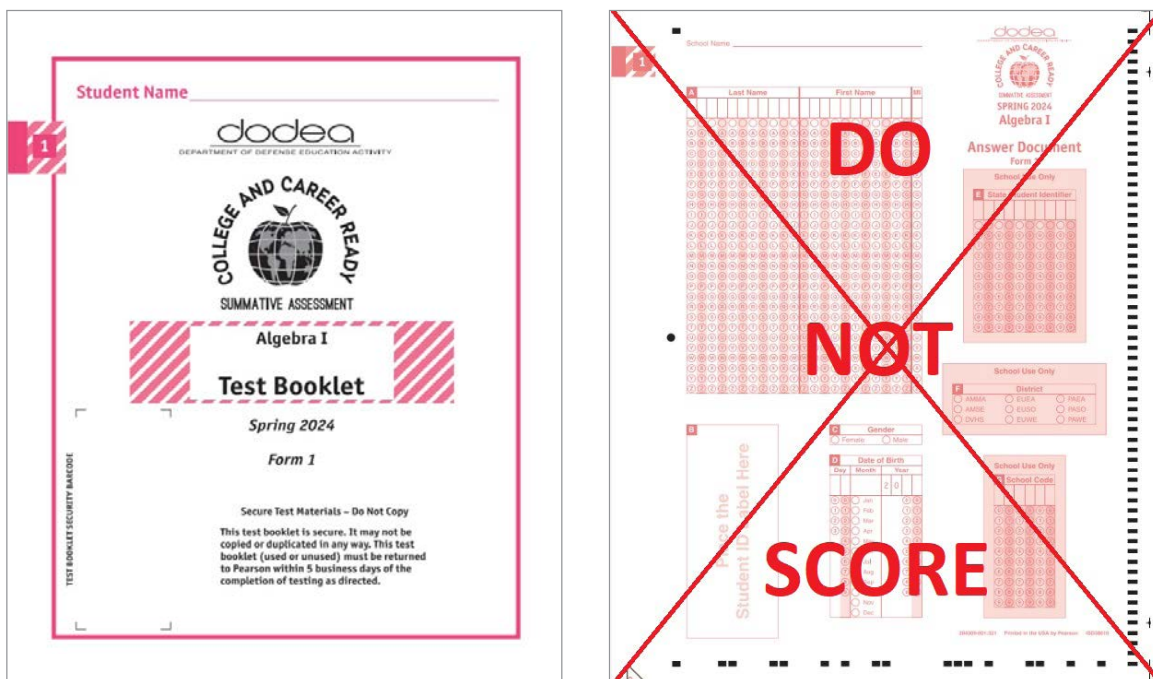 Student Name
1
dodea
DEPARTMENT OF DEFENSE EDUCATION ACTIVITY
COLLEGE AND CAREER READY
SUMMATIVE ASSESSMENT
Algebra I
Test Booklet
Spring 2024
Form 1
TEST BOOKLET SECURITY BARCODE
Secure Test Materials – Do Not Copy
This test booklet is secure. It may not be
copied or duplicated in any way. This test
booklet (used or unused) must be returned
to Pearson within 5 business days of the
completion of testing as directed.
School Name
1
dodea
COLLEGE AND CAREER READY
SUMMATIVE ASSESSMENT
SPRING 2024
Algebra I
Answer Document
Form
A Last Name First Name MI
DO
NOT
SCORE
School Use Only
E State Student Identifier
School Use Only
F District
AMMA EUEA PAEA
AMSE EUSO PASO
DVHS EUWE PAWE
B
Place the
Student ID Label Here
C Gender
Female Male
D Date of Birth
Day Month Year
2 0
Jan
Feb
Mar
Apr
Aug
Nov
Dec
School Use Only
School Code
Printed in the USA by Pearson